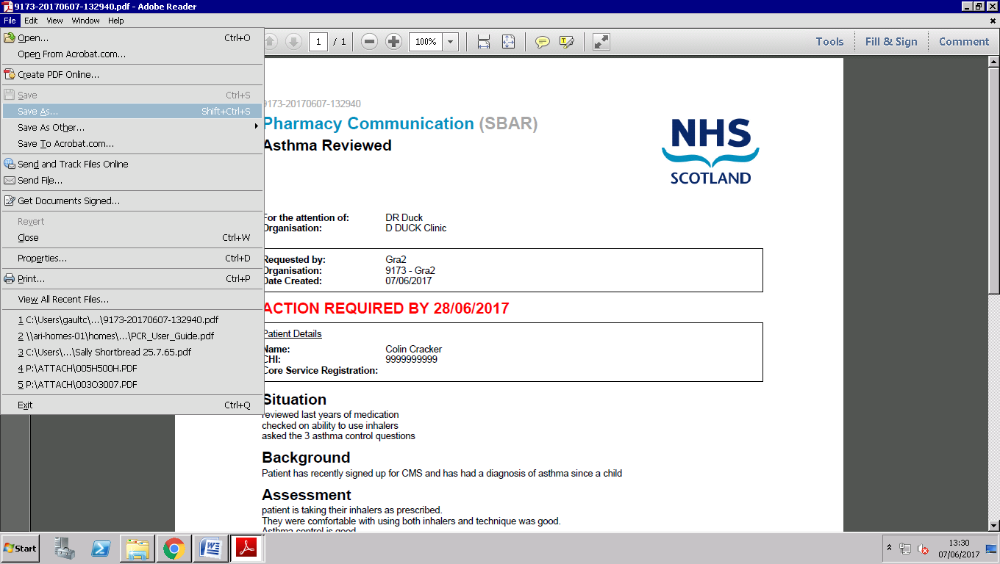 9173-20170607-132940.pdf - Adobe Reader
File Edit View Window Help
Open... Ctrl+O
Open From Acrobat.com...
Create PDF Online...
Save Ctrl+S
Save As... Shift+Ctrl+S
Save As Other...
Save To Acrobat.com...
Send and Track Files Online
Send File...
Get Documents Signed...
Revert
Close Ctrl+W
Properties... Ctrl+D
Print... Ctrl+P
View All Recent Files...
1 C:\Users\gaultc\...\9173-20170607-132940.pdf
2 \\ari-homes-01\homes\...\PCR_User_Guide.pdf
3 C:\Users\...\Sally Shortbread 25.7.65.pdf
4 P:\ATTACH\005H500H.PDF
5 P:\ATTACH\003O3007.PDF
Exit Ctrl+Q
1 / 1 100% Tools Fill & Sign Comment
9173-20170607-132940
Pharmacy Communication (SBAR)
Asthma Reviewed
NHS
SCOTLAND
For the attention of: DR Duck
Organisation: D DUCK Clinic
Requested by: Gra2
Organisation: 9173 - Gra2
Date Created: 07/06/2017
ACTION REQUIRED BY 28/06/2017
Patient Details
Name: Colin Cracker
CHI: 9999999999
Core Service Registration:
Situation
reviewed last years of medication
checked on ability to use inhalers
asked the 3 asthma control questions
Background
Patient has recently signed up for CMS and has had a diagnosis of asthma since a child
Assessment
patient is taking their inhalers as prescribed.
They were comfortable with using both inhalers and technique was good.
Asthma control is good
Start
13:30
07/06/2017